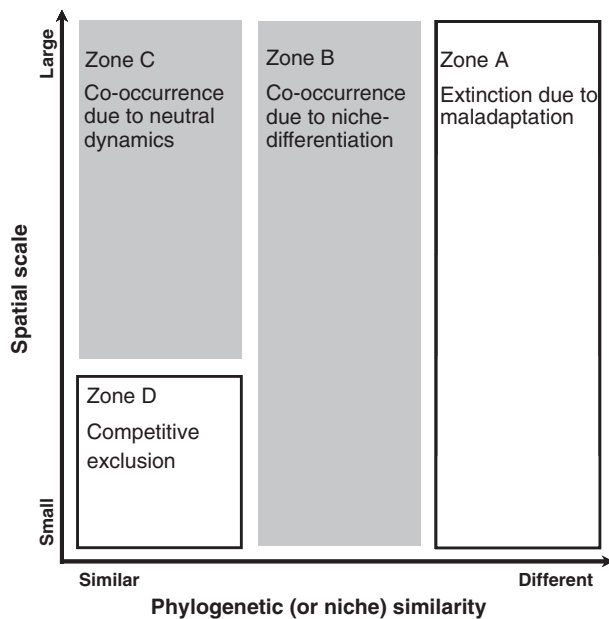 Large
Small
Spatial scale
Zone C
Co-occurrence
due to neutral
dynamics
Zone B
Co-occurrence
due to niche-
differentiation
Zone A
Extinction due to
maladaptation
Zone D
Competitive
exclusion
Similar
Different
Phylogenetic (or niche) similarity